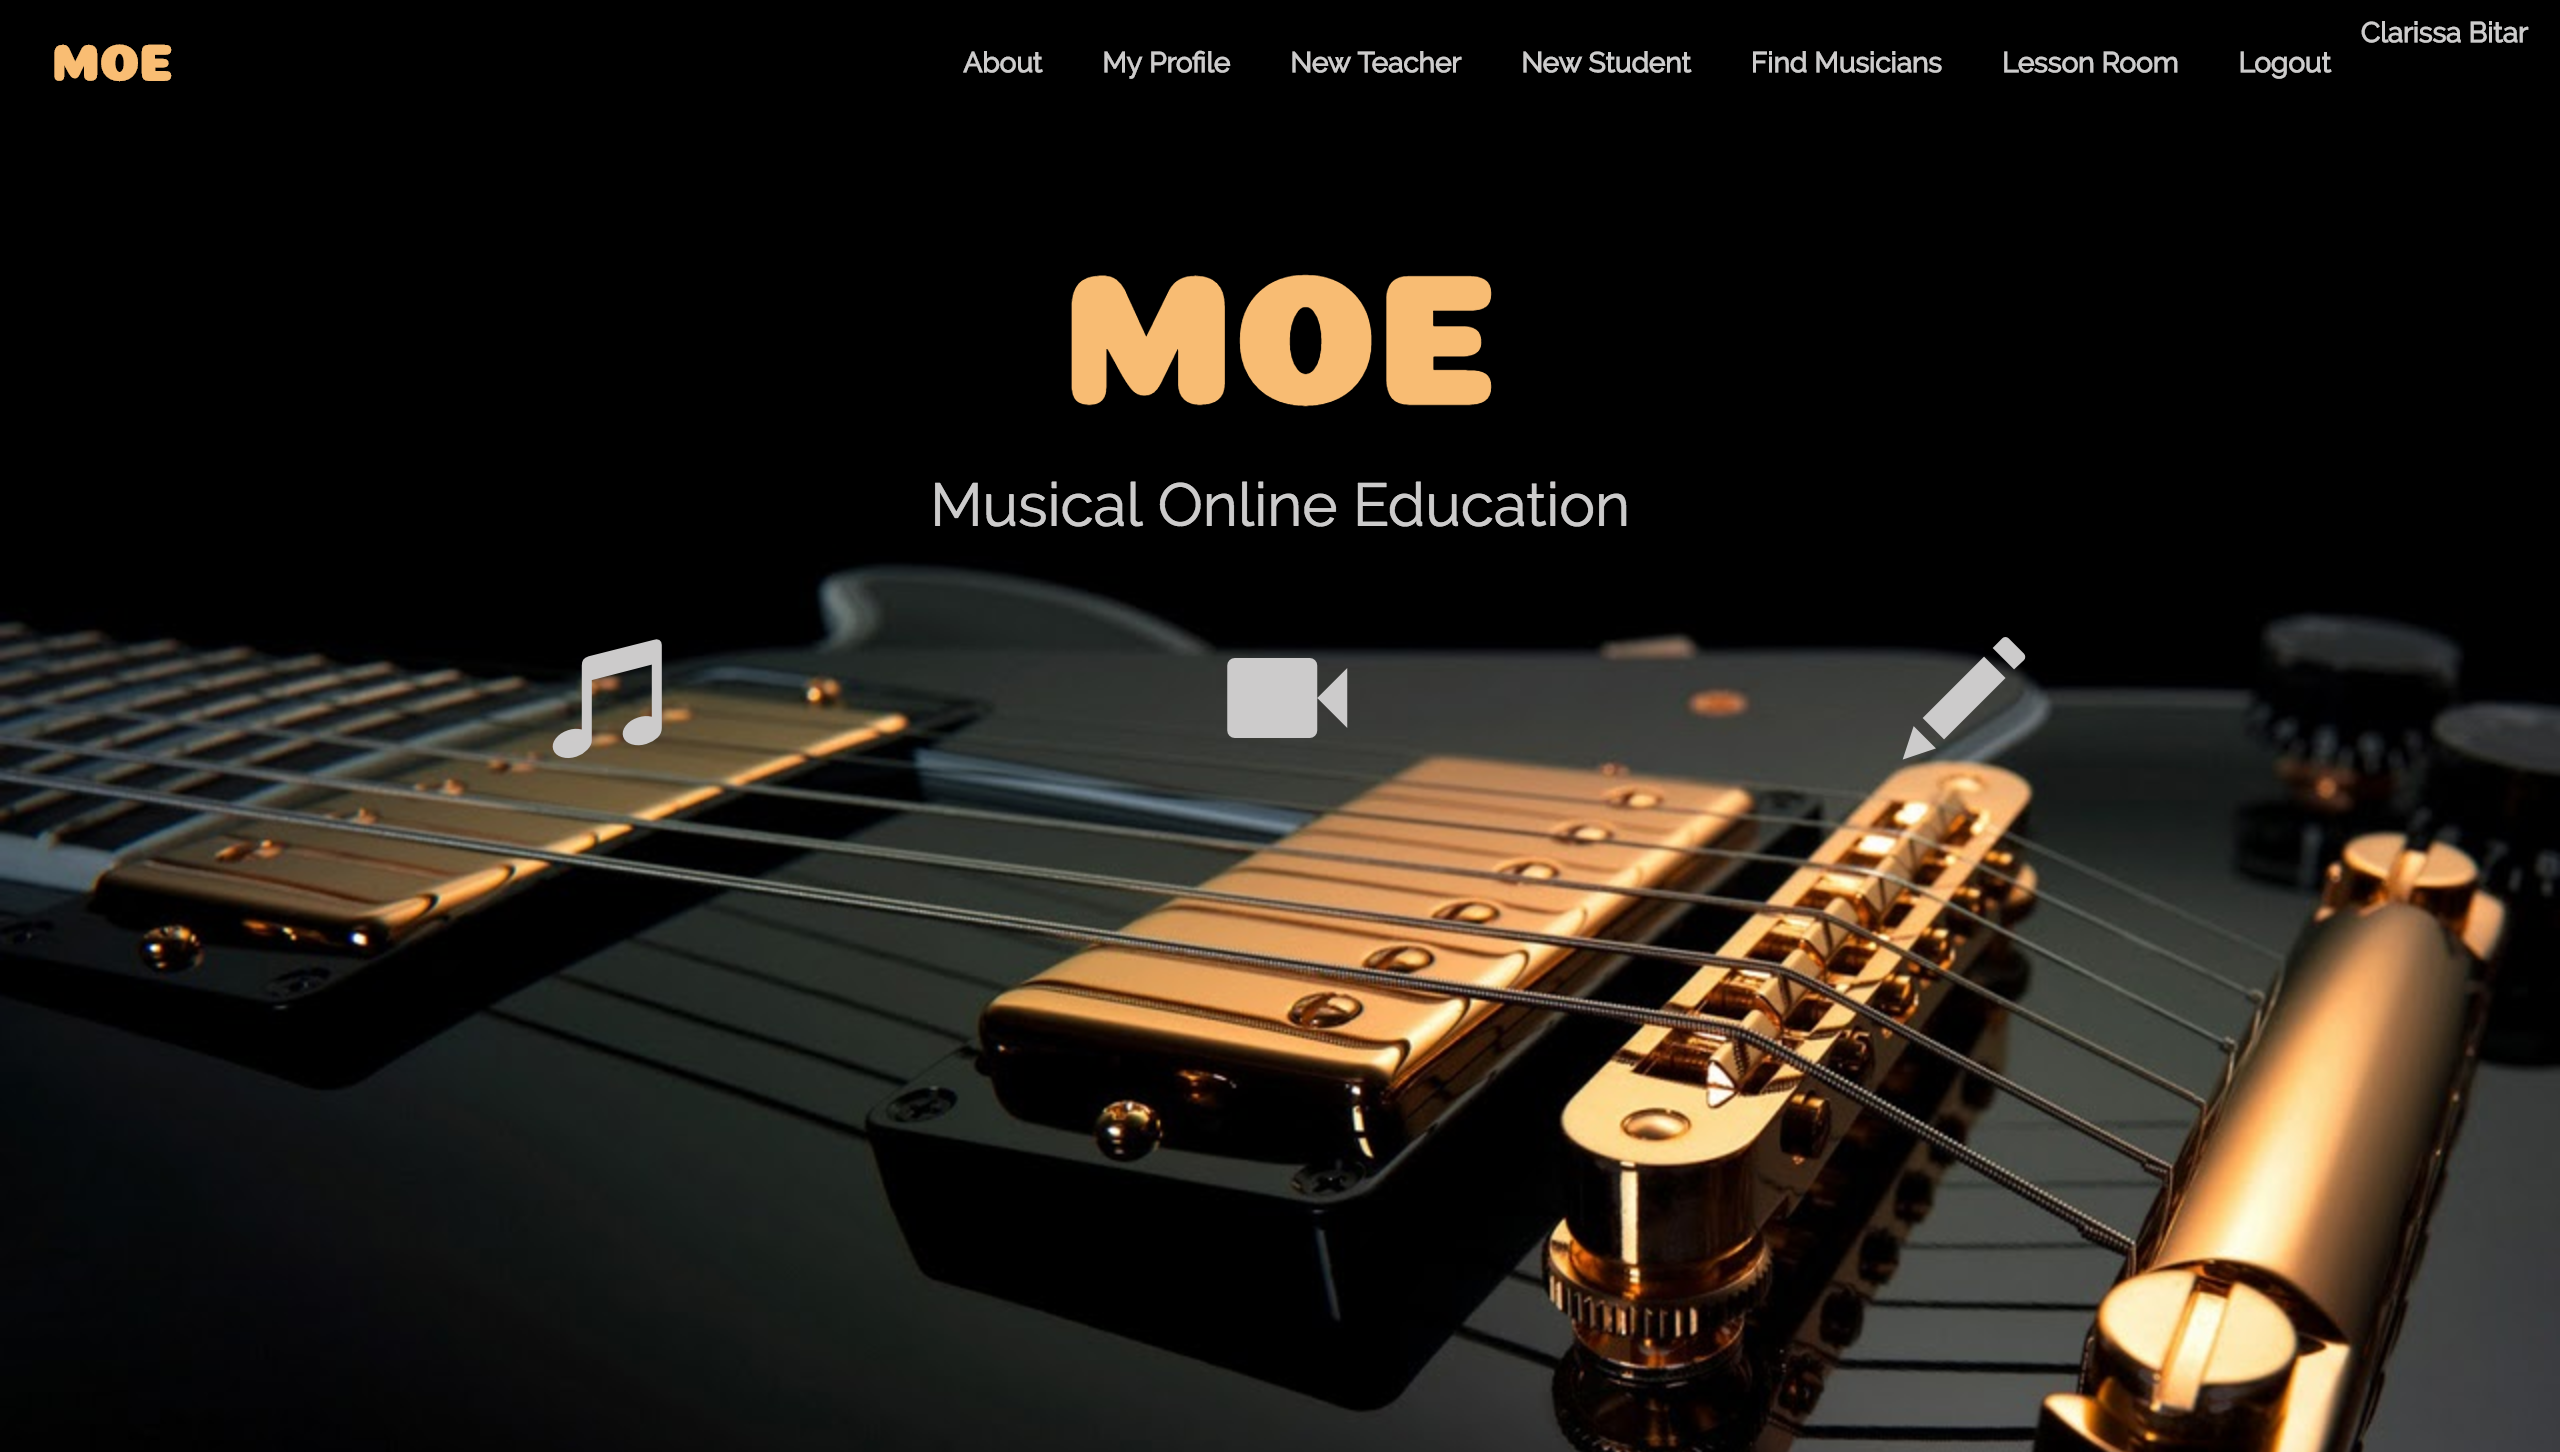 MOE
About My Profile New Teacher New Student Find Musicians Lesson Room Logout Clarissa Bitar
MOE
Musical Online Education